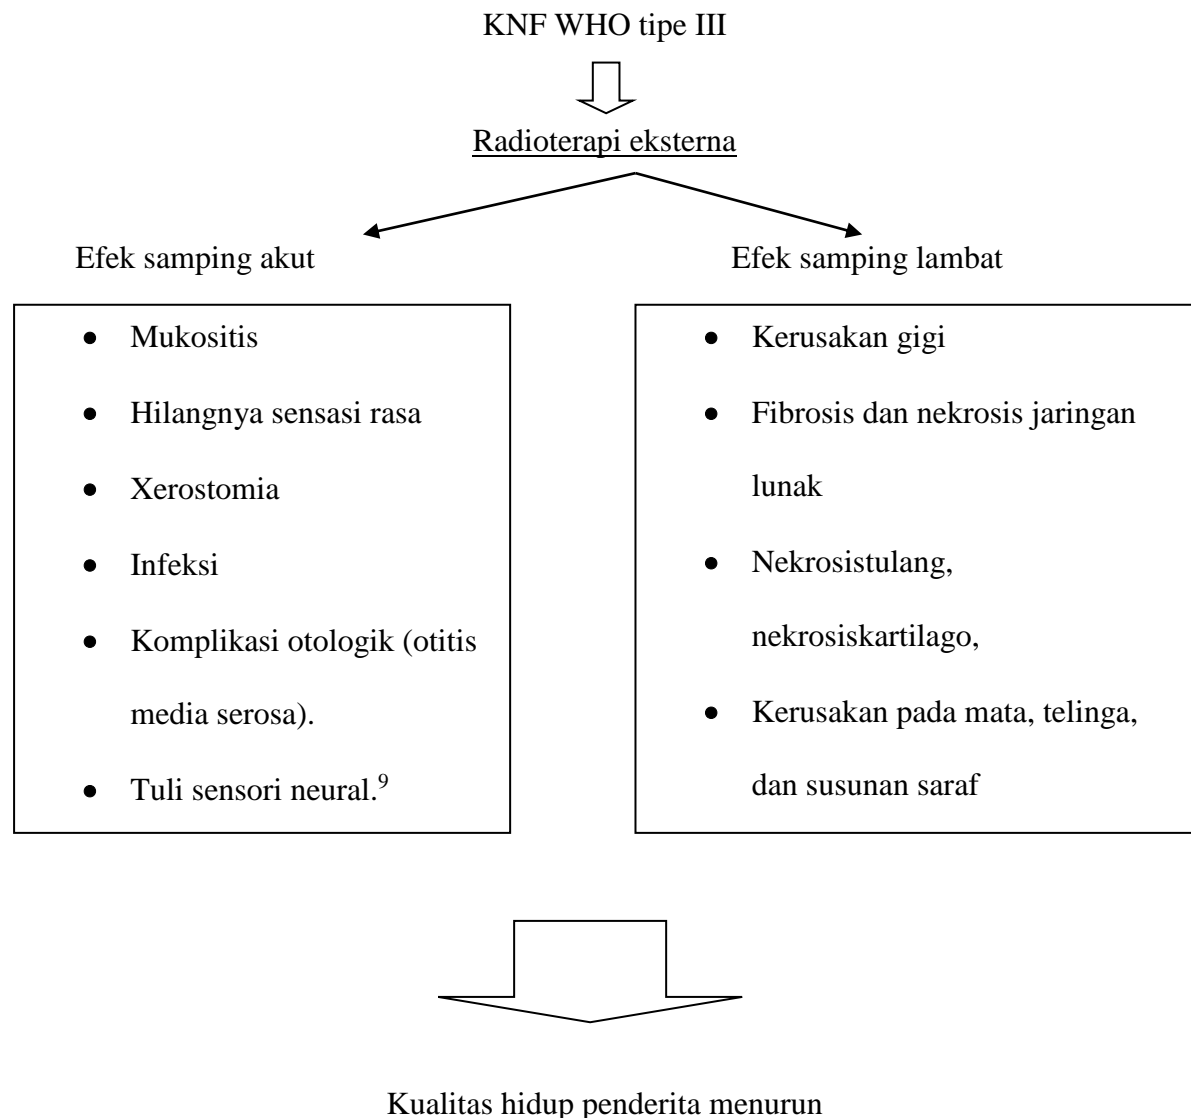 KNF WHO tipe III
Radioterapi eksterna
Efek samping akut
Mukositis
Hilangnya sensasi rasa
Xerostomia
Infeksi
Komplikasi otologik (otitis
media serosa).
Tuli sensori neural.⁹
Efek samping lambat
Kerusakan gigi
Fibrosis dan nekrosis jaringan
lunak
Nekrosistulang,
nekrosiskartilago,
Kerusakan pada mata, telinga,
dan susunan saraf
Kualitas hidup penderita menurun